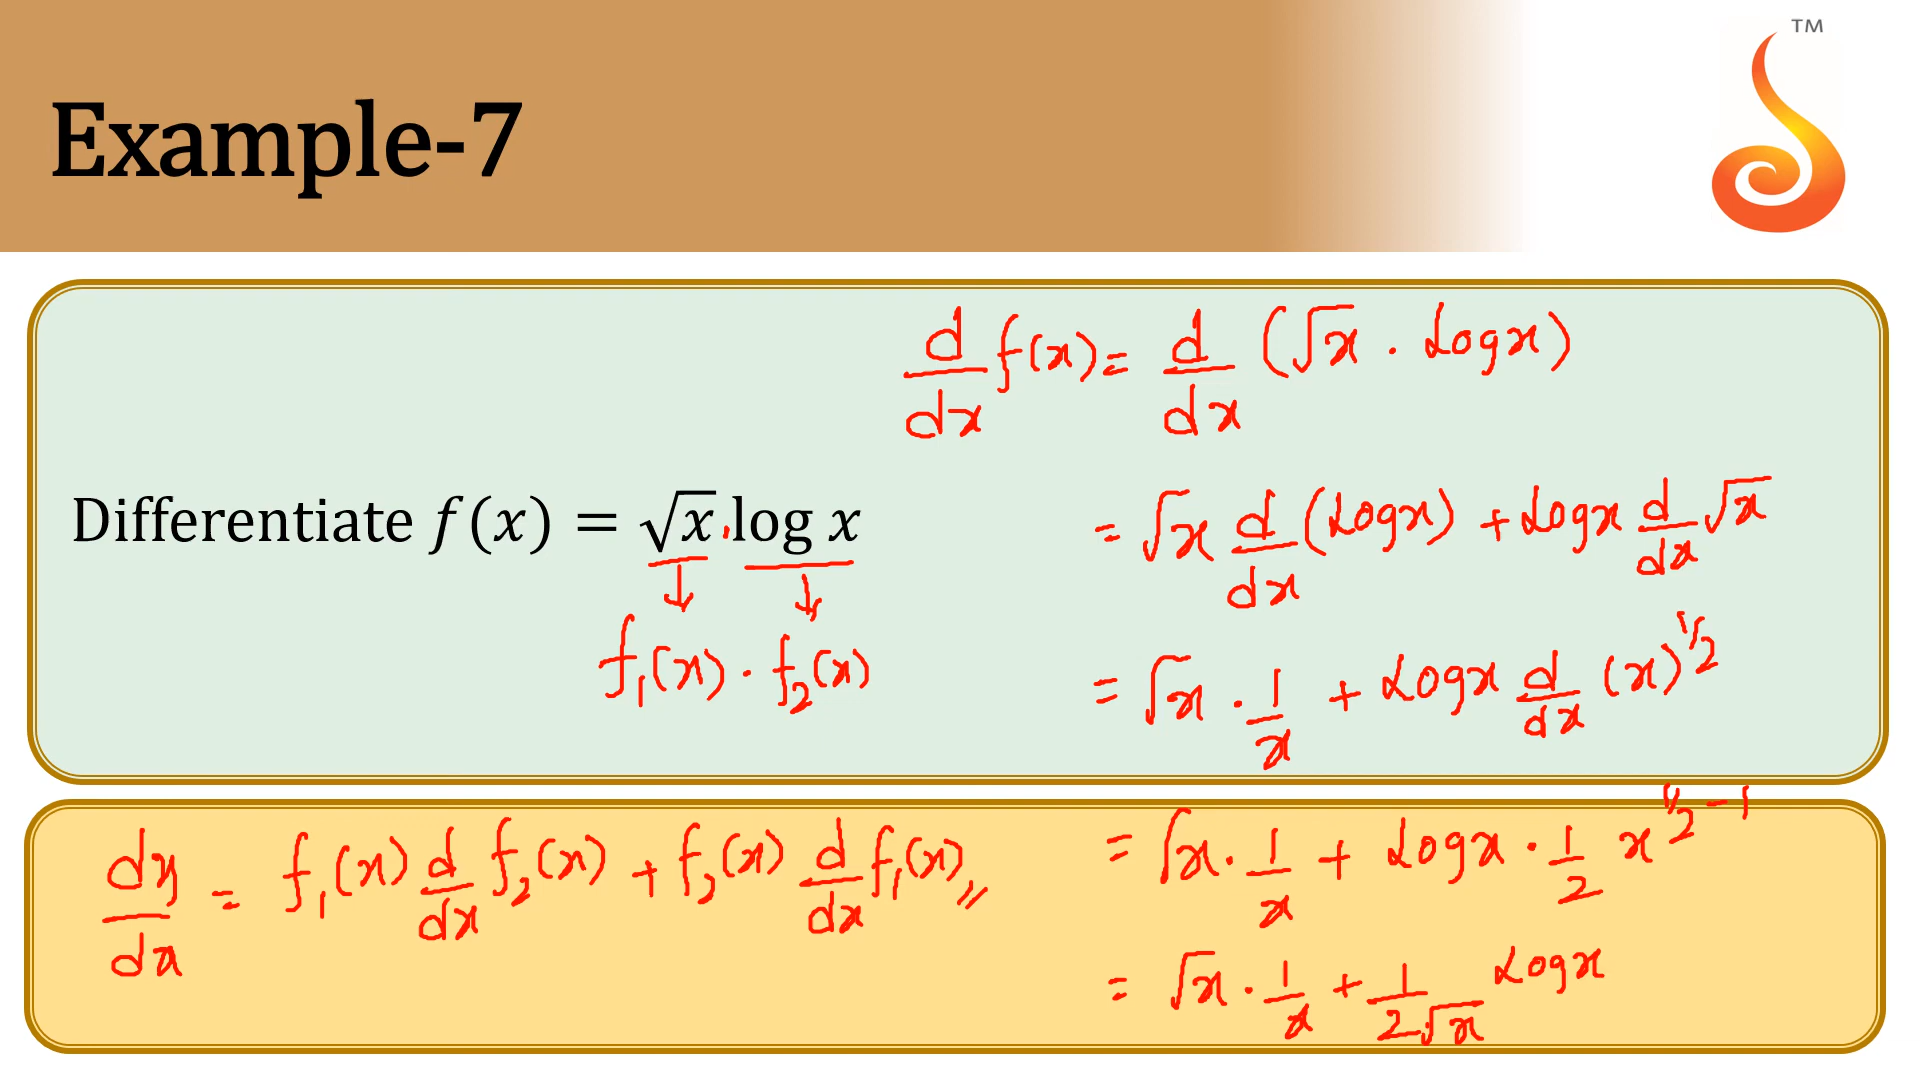 TM
Example-7
Differentiate f(x) = √x . log x
f₁(x) . f₂(x)
d/dx f(x) = d/dx (√x . Logx)
= √x d/dx (Logx) + Logx d/dx √x
= √x . 1/x + Logx d/dx (x)^1/2
= √x . 1/x + Logx . 1/2 x^1/2 - 1
= √x . 1/x + 1/2√x Logx
dy/dx = f₁(x) d/dx f₂(x) + f₂(x) d/dx f₁(x)